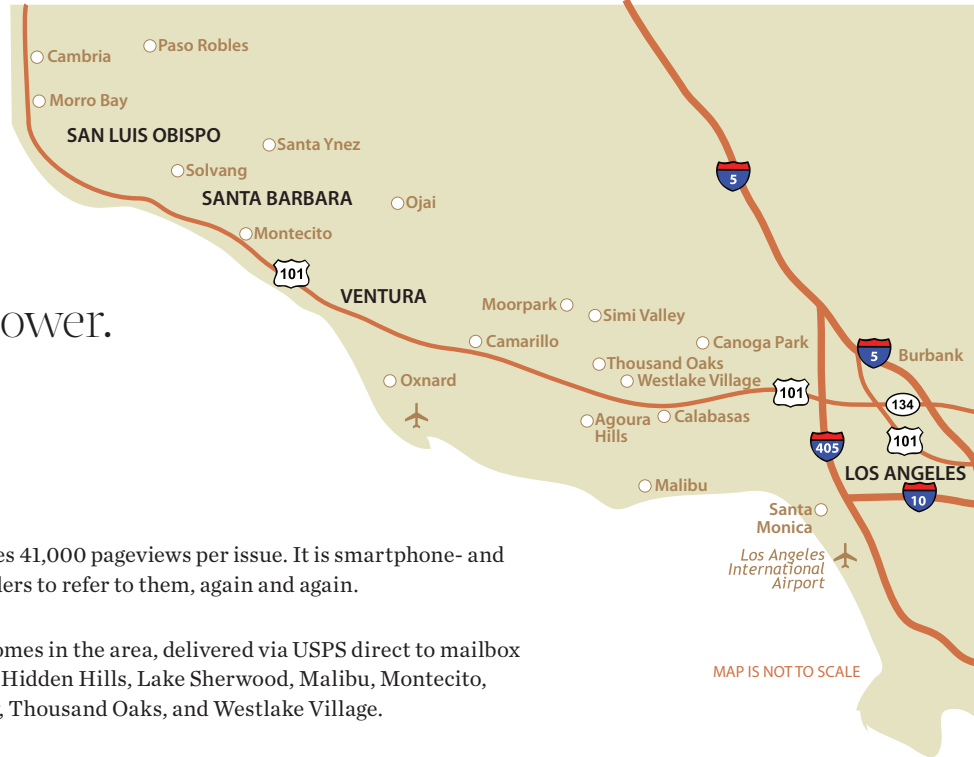 Paso Robles
Cambria
Morro Bay
SAN LUIS OBISPO
Santa Ynez
Solvang
5
SANTA BARBARA
Ojai
Montecito
101
VENTURA
Moorpark
Simi Valley
ower.
Camarillo
Canoga Park
5
Burbank
Thousand Oaks
Oxnard
Westlake Village
101
134
Agoura
Hills
Calabasas
101
405
LOS ANGELES
Malibu
10
Santa
Monica
es 41,000 pageviews per issue. It is smartphone- and
ders to refer to them, again and again.
Los Angeles
International
Airport
omes in the area, delivered via USPS direct to mailbox
Hidden Hills, Lake Sherwood, Malibu, Montecito,
, Thousand Oaks, and Westlake Village.
MAP IS NOT TO SCALE